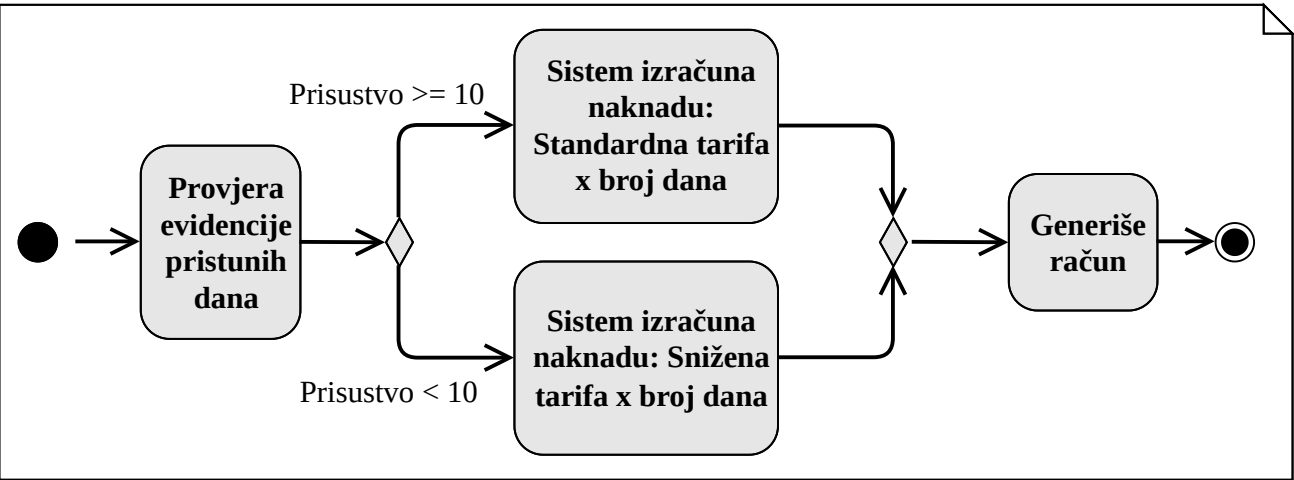 Provjera
evidencije
pristunih
dana
Prisustvo >= 10
Prisustvo < 10
Sistem izračuna
naknadu:
Standardna tarifa
x broj dana
Sistem izračuna
naknadu: Snižena
tarifa x broj dana
Generiše
račun